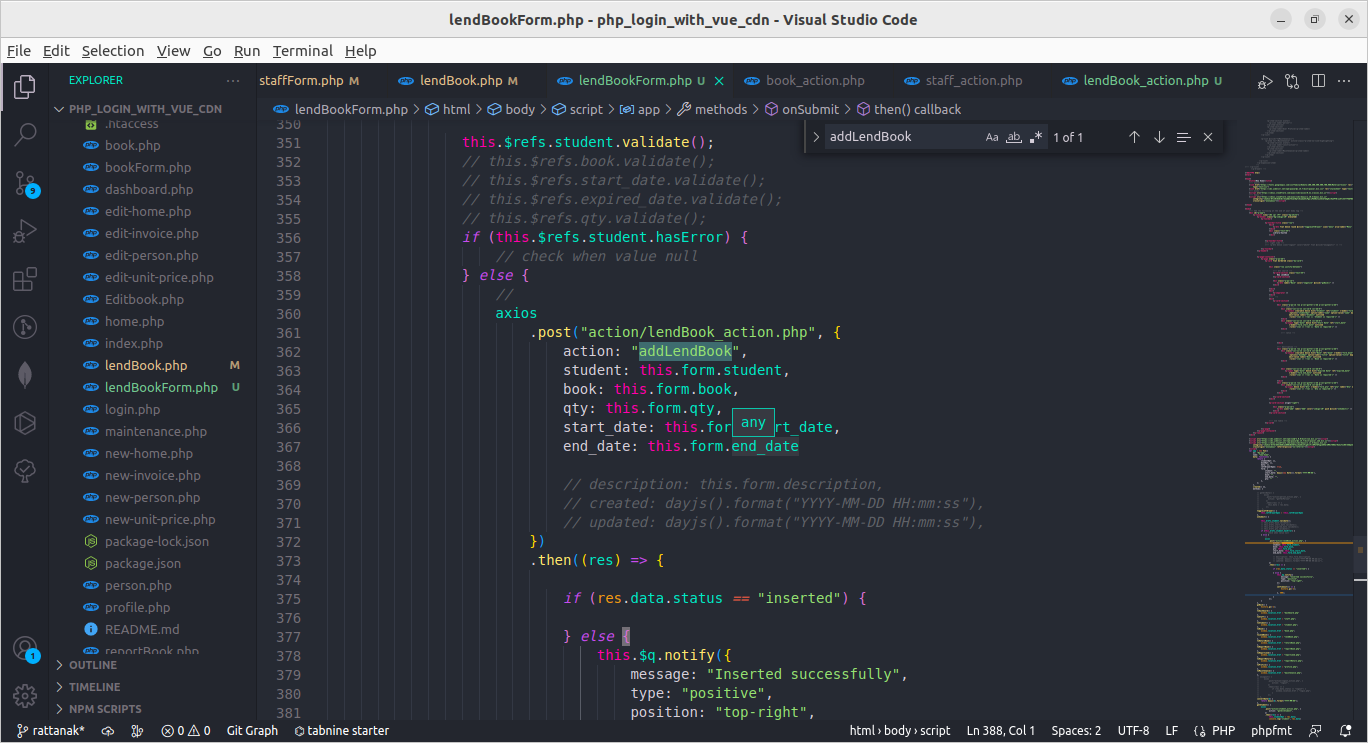 lendBookForm.php - php_login_with_vue_cdn - Visual Studio Code
File Edit Selection View Go Run Terminal Help
EXPLORER
staffForm.php M lendBook.php M lendBookForm.php U book_action.php staff_action.php lendBook_action.php U
PHP_LOGIN_WITH_VUE_CDN
lendBookForm.php > html > body > script > app > methods > onSubmit > then() callback
.htaccess
book.php
bookForm.php
dashboard.php
edit-home.php
edit-invoice.php
edit-person.php
edit-unit-price.php
Editbook.php
home.php
index.php
lendBook.php M
lendBookForm.php U
login.php
maintenance.php
new-home.php
new-invoice.php
new-person.php
new-unit-price.php
package-lock.json
package.json
person.php
profile.php
README.md
reportBook.php
OUTLINE
TIMELINE
NPM SCRIPTS
9
1
addLendBook Aa ab 1 of 1
350
351 this.$refs.student.validate();
352 // this.$refs.book.validate();
353 // this.$refs.start_date.validate();
354 // this.$refs.expired_date.validate();
355 // this.$refs.qty.validate();
356 if (this.$refs.student.hasError) {
357 // check when value null
358 } else {
359 //
360 axios
361 .post("action/lendBook_action.php", {
362 action: "addLendBook",
363 student: this.form.student,
364 book: this.form.book,
365 qty: this.form.qty,
any
366 start_date: this.for rt_date,
367 end_date: this.form.end_date
368
369 // description: this.form.description,
370 // created: dayjs().format("YYYY-MM-DD HH:mm:ss"),
371 // updated: dayjs().format("YYYY-MM-DD HH:mm:ss"),
372 })
373 .then((res) => {
374
375 if (res.data.status == "inserted") {
376
377 } else {
378 this.$q.notify({
379 message: "Inserted successfully",
380 type: "positive",
381 position: "top-right",
rattanak* 0 0 Git Graph tabnine starter html › body › script Ln 388, Col 1 Spaces: 2 UTF-8 LF PHP phpfmt